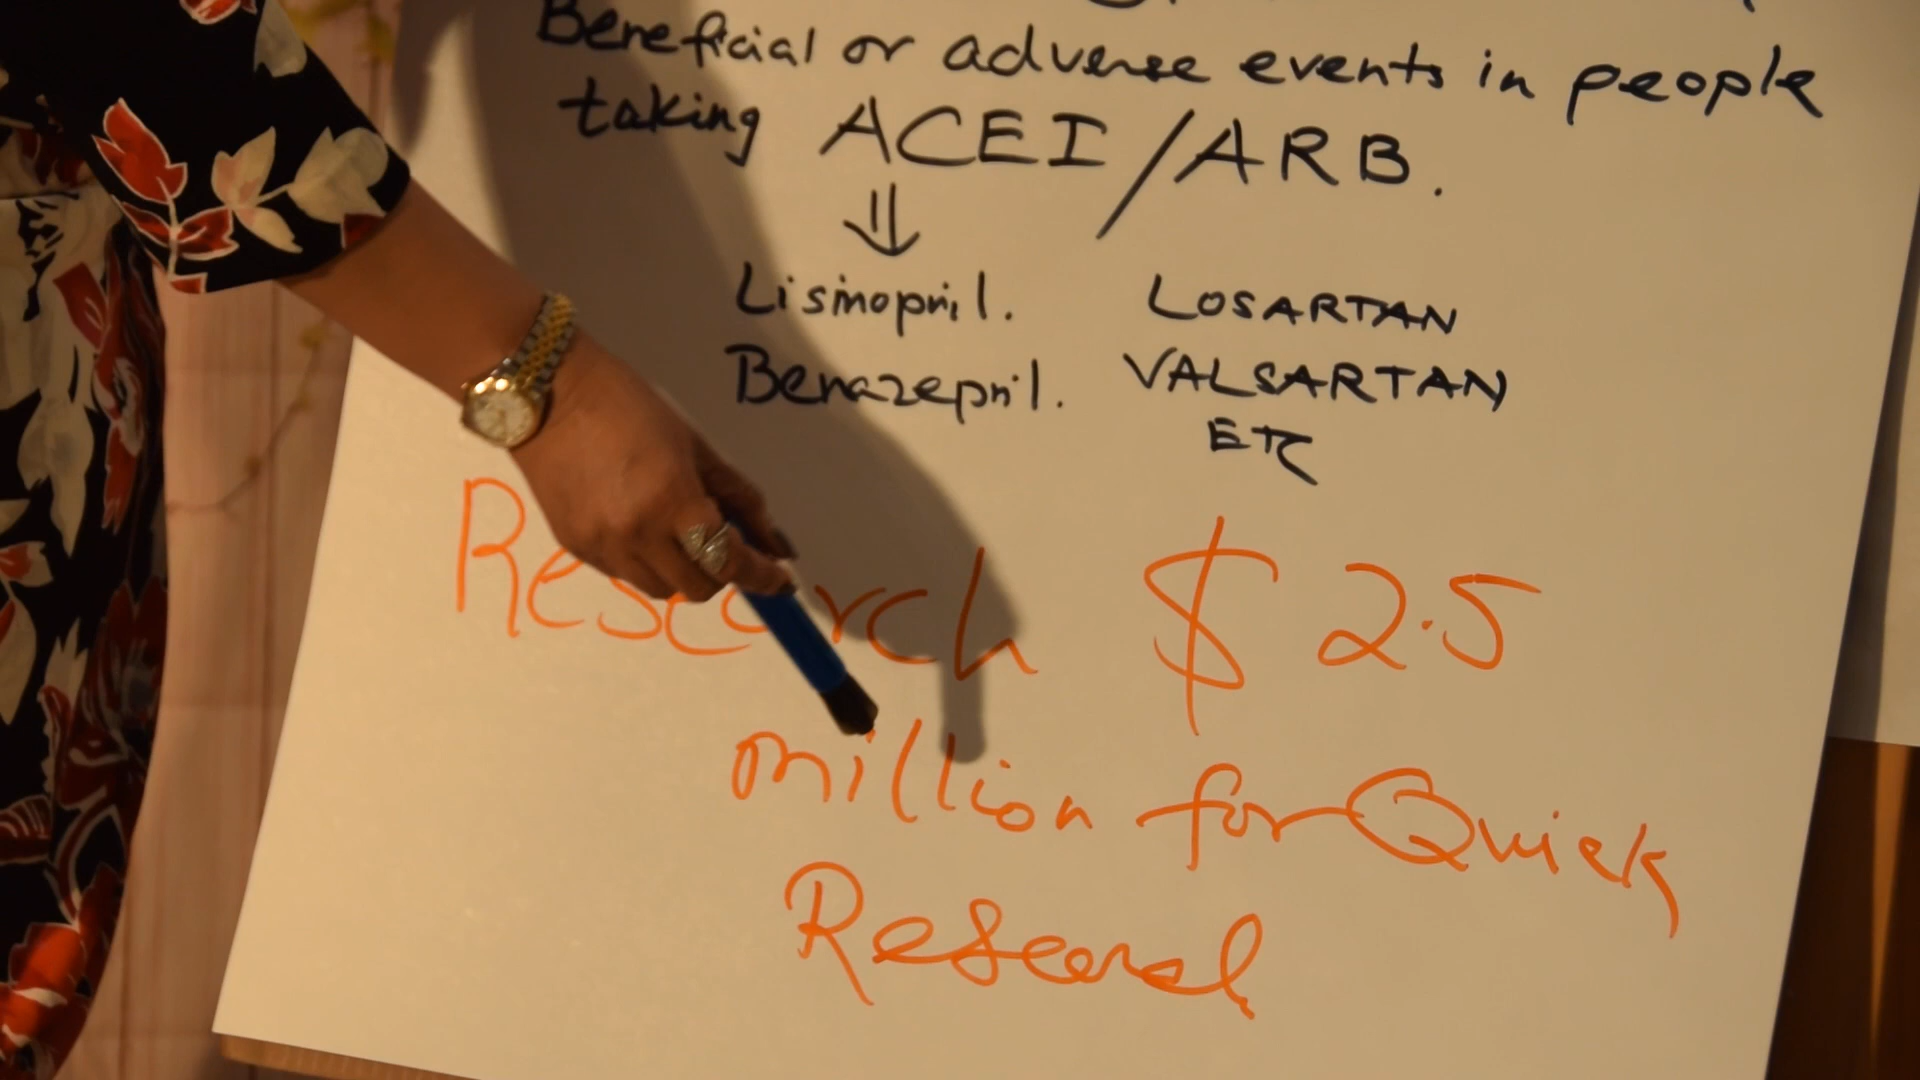 Beneficial or adverse events in people
taking ACEI/ARB.
⇓
Lisinopril. LOSARTAN
Benazepril. VALSARTAN
ETC
Research $ 2.5
million for Quick
Research